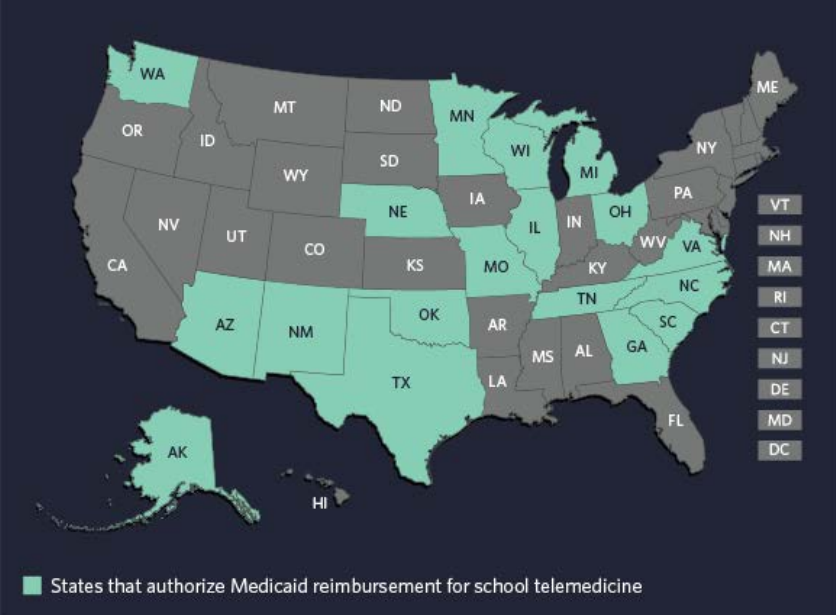 WA
MT
ND
MN
ME
OR
ID
WI
NY
SD
MI
WY
PA
IA
NE
OH
VT
IN
IL
NV
NH
UT
WV
VA
CO
CA
KS
MO
MA
KY
NC
RI
TN
OK
SC
AZ
AR
CT
NM
GA
AL
MS
NJ
TX
LA
DE
FL
MD
DC
AK
HI
States that authorize Medicaid reimbursement for school telemedicine